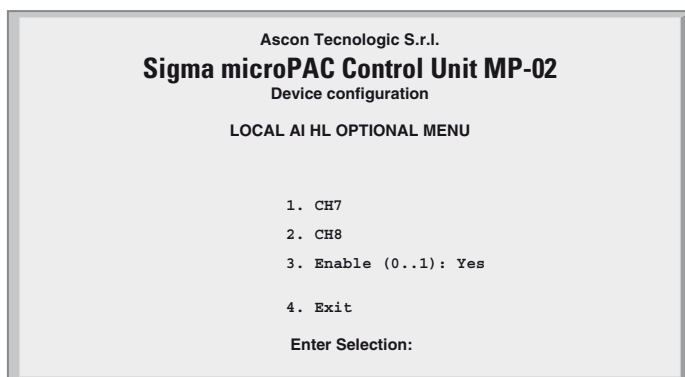 Ascon Tecnologic S.r.l.
Sigma microPAC Control Unit MP-02
Device configuration
LOCAL AI HL OPTIONAL MENU
1. CH7
2. CH8
3. Enable (0..1): Yes
4. Exit
Enter Selection: